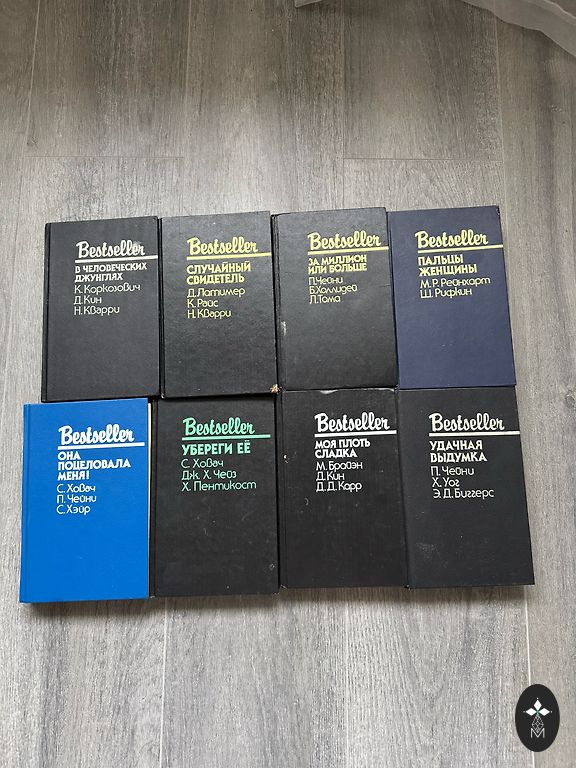 Bestseller
В ЧЕЛОВЕЧЕСКИХ
ДЖУНГЛЯХ
К. Коркозович
Д. Кин
Н. Кварри
Bestseller
СЛУЧАЙНЫЙ
СВИДЕТЕЛЬ
Д. Латимер
К. Райс
Н. Кварри
Bestseller
ЗА МИЛЛИОН
ИЛИ БОЛЬШЕ
П. Чейни
Б. Холлидей
Л. Тома
Bestseller
ПАЛЬЦЫ
ЖЕНЩИНЫ
М. Р. Рейнхарт
Ш. Рифкин
Bestseller
ОНА
ПОЦЕЛОВАЛА
МЕНЯ!
С. Ховач
П. Чейни
С. Хэйр
Bestseller
УБЕРЕГИ ЕЁ
С. Ховач
Дж. Х. Чейз
Х. Пентикост
Bestseller
МОЯ ПЛОТЬ
СЛАДКА
М. Брайэн
Д. Кин
Д. Д. Карр
Bestseller
УДАЧНАЯ
ВЫДУМКА
П. Чейни
Х. Уог
Э. Д. Биггерс
M